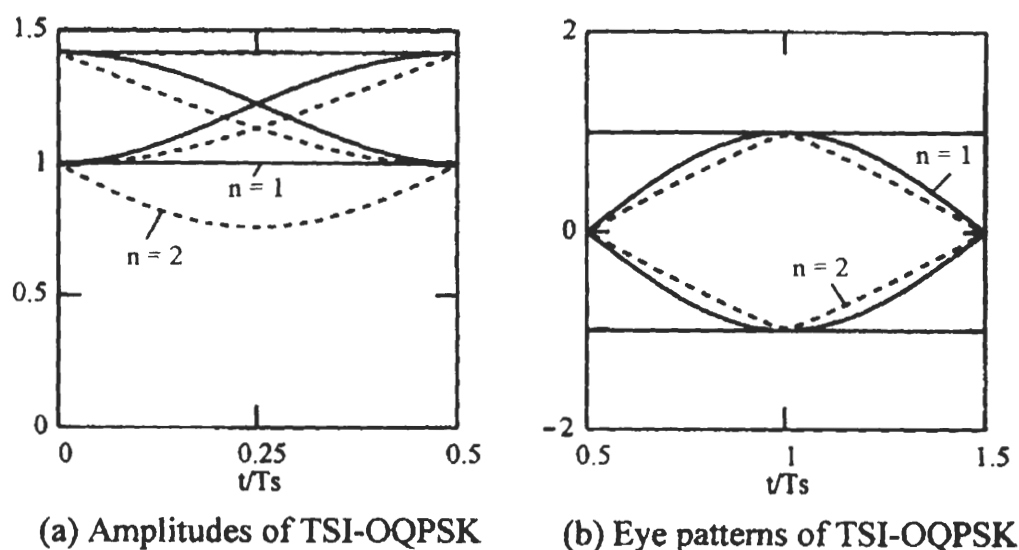 1.5
1
0.5
0
n = 1
n = 2
0
0.25
0.5
t/Ts
(a) Amplitudes of TSI-OQPSK
2
0
-2
n = 1
n = 2
0.5
1
1.5
t/Ts
(b) Eye patterns of TSI-OQPSK